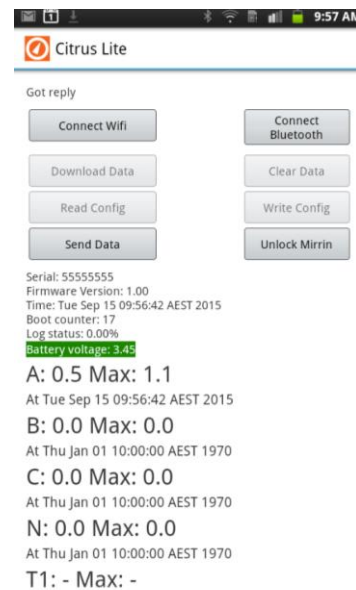 1 9:57 AM
Citrus Lite
Got reply
Connect Wifi
Connect
Bluetooth
Download Data
Clear Data
Read Config
Write Config
Send Data
Unlock Mirrin
Serial: 55555555
Firmware Version: 1.00
Time: Tue Sep 15 09:56:42 AEST 2015
Boot counter: 17
Log status: 0.00%
Battery voltage: 3.45
A: 0.5 Max: 1.1
At Tue Sep 15 09:56:42 AEST 2015
B: 0.0 Max: 0.0
At Thu Jan 01 10:00:00 AEST 1970
C: 0.0 Max: 0.0
At Thu Jan 01 10:00:00 AEST 1970
N: 0.0 Max: 0.0
At Thu Jan 01 10:00:00 AEST 1970
T1: - Max: -